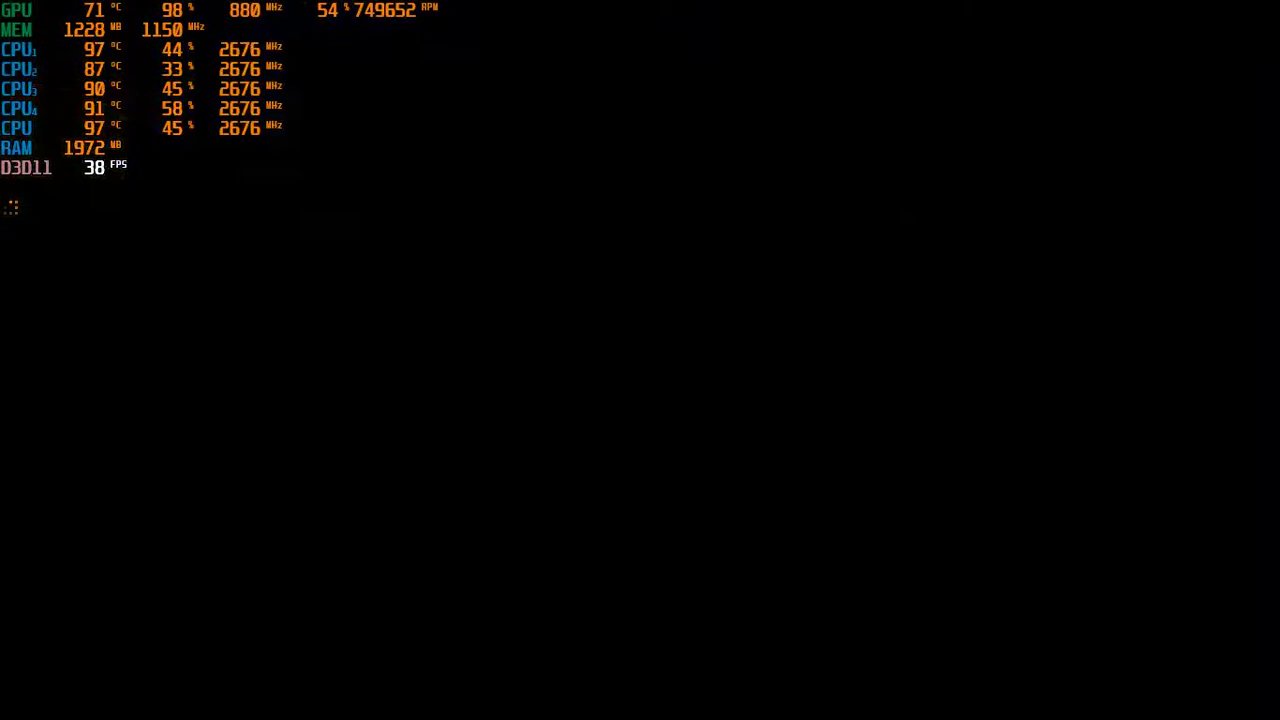 GPU 71 °C 98 % 880 MHz 54 % 749652 RPM
MEM 1228 MB 1150 MHz
CPU1 97 °C 44 % 2676 MHz
CPU2 87 °C 33 % 2676 MHz
CPU3 90 °C 45 % 2676 MHz
CPU4 91 °C 58 % 2676 MHz
CPU 97 °C 45 % 2676 MHz
RAM 1972 MB
D3D11 38 FPS